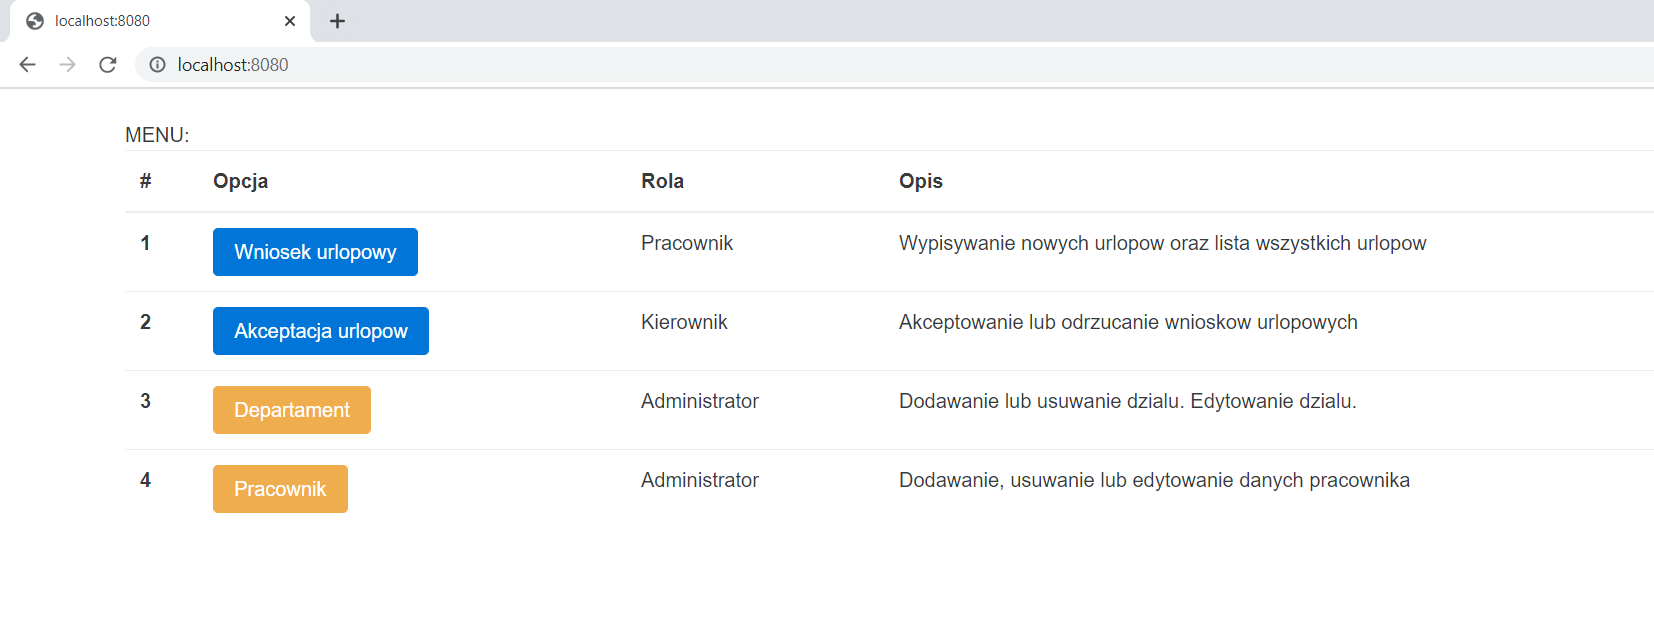 localhost:8080
localhost:8080
MENU:
# Opcja Rola Opis
1 Wniosek urlopowy Pracownik Wypisywanie nowych urlopow oraz lista wszystkich urlopow
2 Akceptacja urlopow Kierownik Akceptowanie lub odrzucanie wnioskow urlopowych
3 Departament Administrator Dodawanie lub usuwanie dzialu. Edytowanie dzialu.
4 Pracownik Administrator Dodawanie, usuwanie lub edytowanie danych pracownika